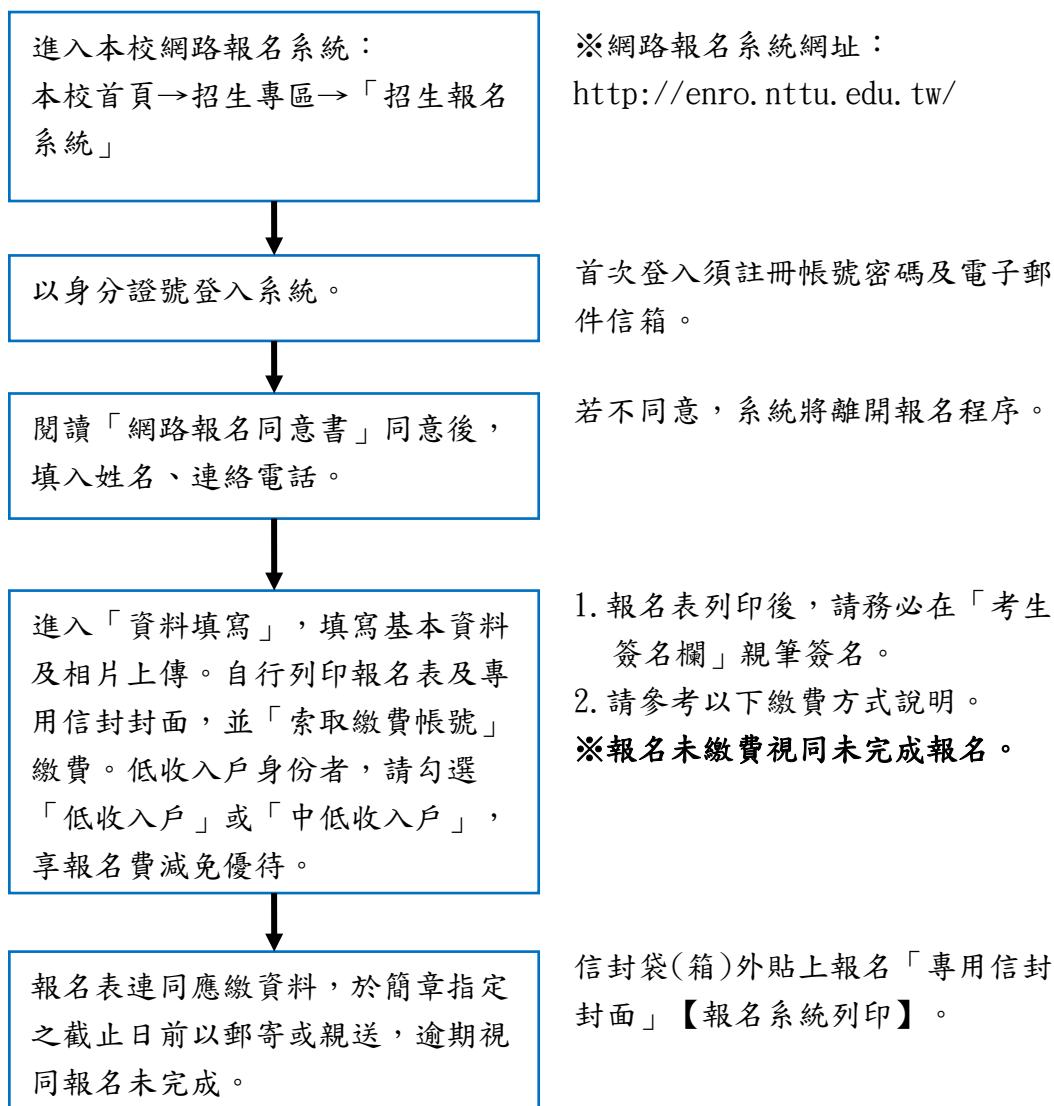 進入本校網路報名系統：
本校首頁→招生專區→「招生報名
系統」
※網路報名系統網址：
http://enro.nttu.edu.tw/
以身分證號登入系統。
首次登入須註冊帳號密碼及電子郵
件信箱。
閱讀「網路報名同意書」同意後，
填入姓名、連絡電話。
若不同意，系統將離開報名程序。
進入「資料填寫」，填寫基本資料
及相片上傳。自行列印報名表及專
用信封封面，並「索取繳費帳號」
繳費。低收入戶身份者，請勾選
「低收入戶」或「中低收入戶」，
享報名費減免優待。
1.報名表列印後，請務必在「考生
簽名欄」親筆簽名。
2.請參考以下繳費方式說明。
※報名未繳費視同未完成報名。
報名表連同應繳資料，於簡章指定
之截止日前以郵寄或親送，逾期視
同報名未完成。
信封袋(箱)外貼上報名「專用信封
封面」【報名系統列印】。